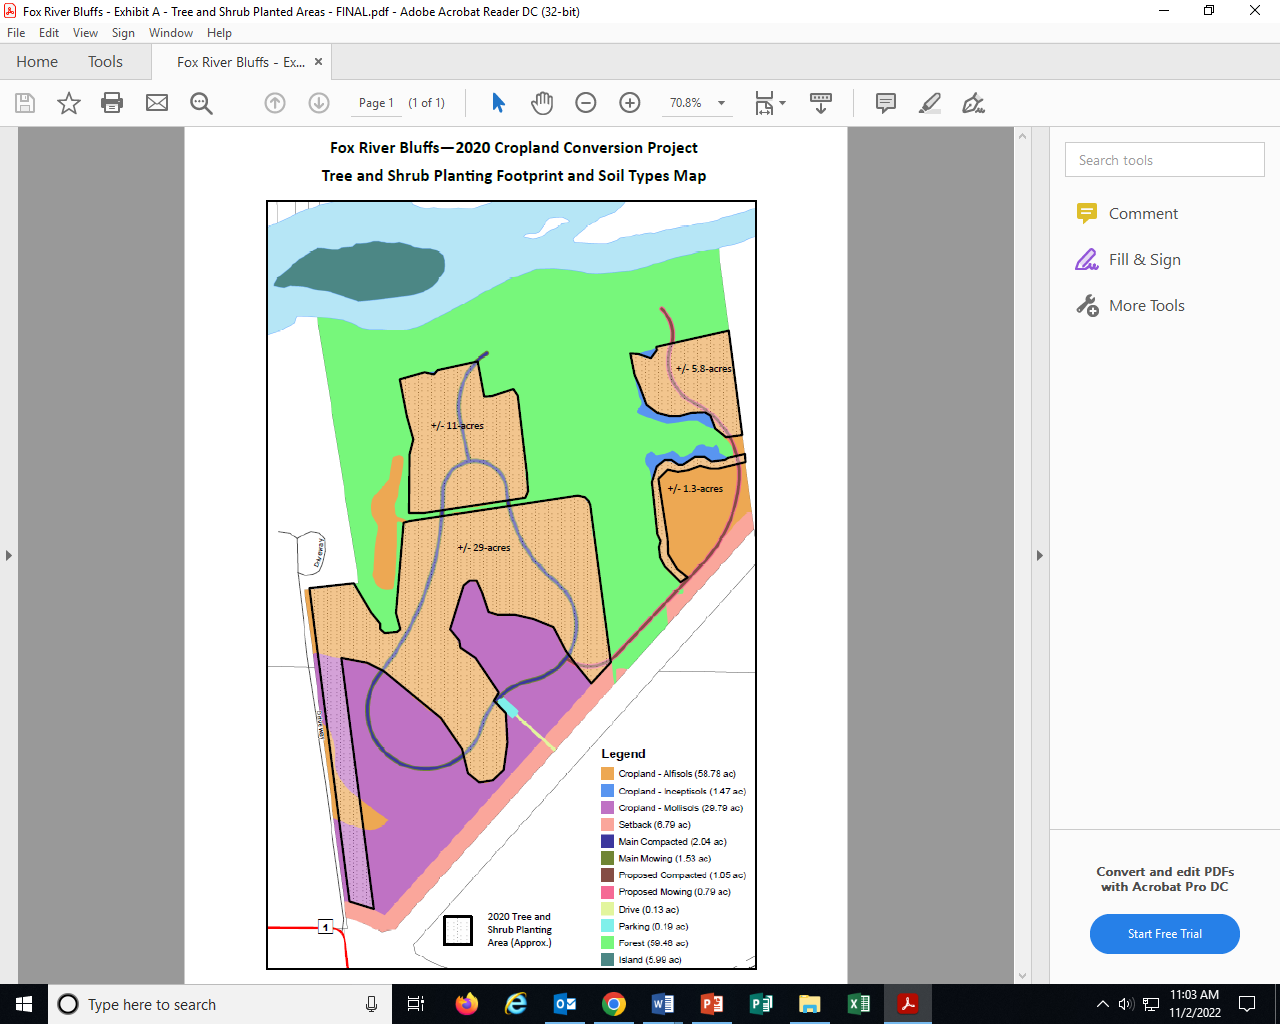 Fox River Bluffs - Exhibit A - Tree and Shrub Planted Areas - FINAL.pdf - Adobe Acrobat Reader DC (32-bit)
File Edit View Sign Window Help
Home Tools Fox River Bluffs - Ex... ×
Page 1 (1 of 1) 70.8%
Fox River Bluffs—2020 Cropland Conversion Project
Tree and Shrub Planting Footprint and Soil Types Map
Search tools
Comment
Fill & Sign
More Tools
+/- 5.8-acres
+/- 11-acres
+/- 1.3-acres
+/- 29-acres
Legend
Cropland - Alfisols (58.78 ac)
Cropland - Inceptisols (1.47 ac)
Cropland - Mollisols (29.79 ac)
Setback (6.79 ac)
Main Compacted (2.04 ac)
Main Mowing (1.53 ac)
Proposed Compacted (1.05 ac)
Proposed Mowing (0.79 ac)
Drive (0.13 ac)
Parking (0.19 ac)
Forest (59.46 ac)
Island (5.99 ac)
2020 Tree and
Shrub Planting
Area (Approx.)
1
Convert and edit PDFs
with Acrobat Pro DC
Start Free Trial
Type here to search
11:03 AM
11/2/2022